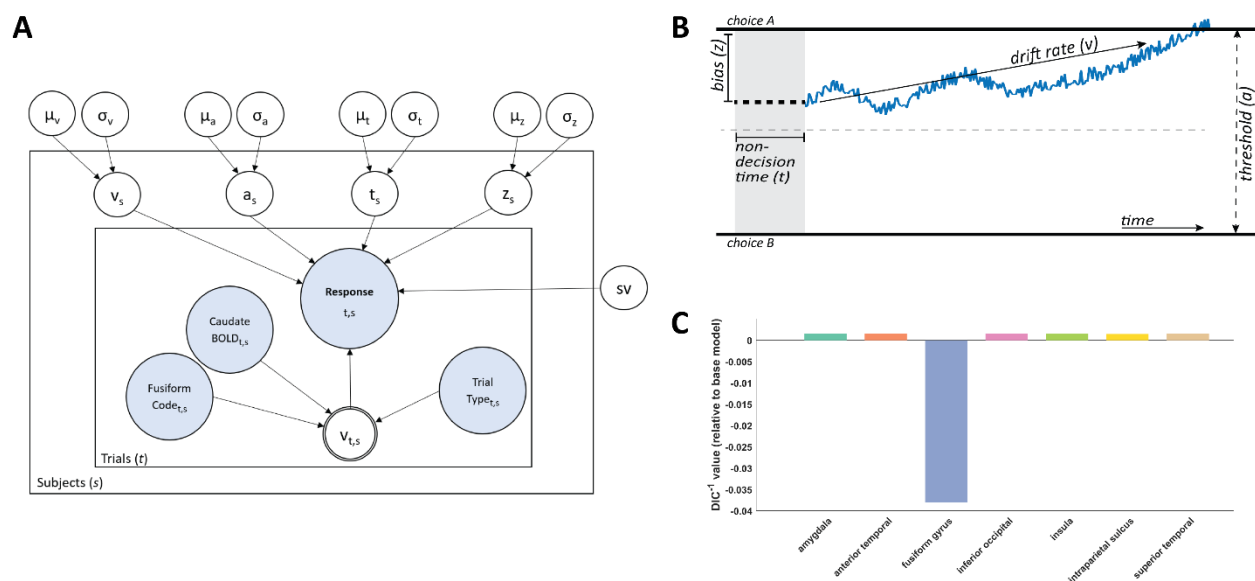 A
μv σv μa σa μt σt μz σz
vs as ts zs
Response
t,s
sv
Caudate
BOLDt,s
Fusiform
Codet,s
Trial
Typet,s
vt,s
Trials (t)
Subjects (s)
B
choice A
bias (z)
drift rate (v)
threshold (a)
non-
decision
time (t)
time
choice B
C
DIC-1 value (relative to base model)
0
-0.005
-0.01
-0.015
-0.02
-0.025
-0.03
-0.035
-0.04
amygdala
anterior temporal
fusiform gyrus
inferior occipital
insula
intraparietal sulcus
superior temporal